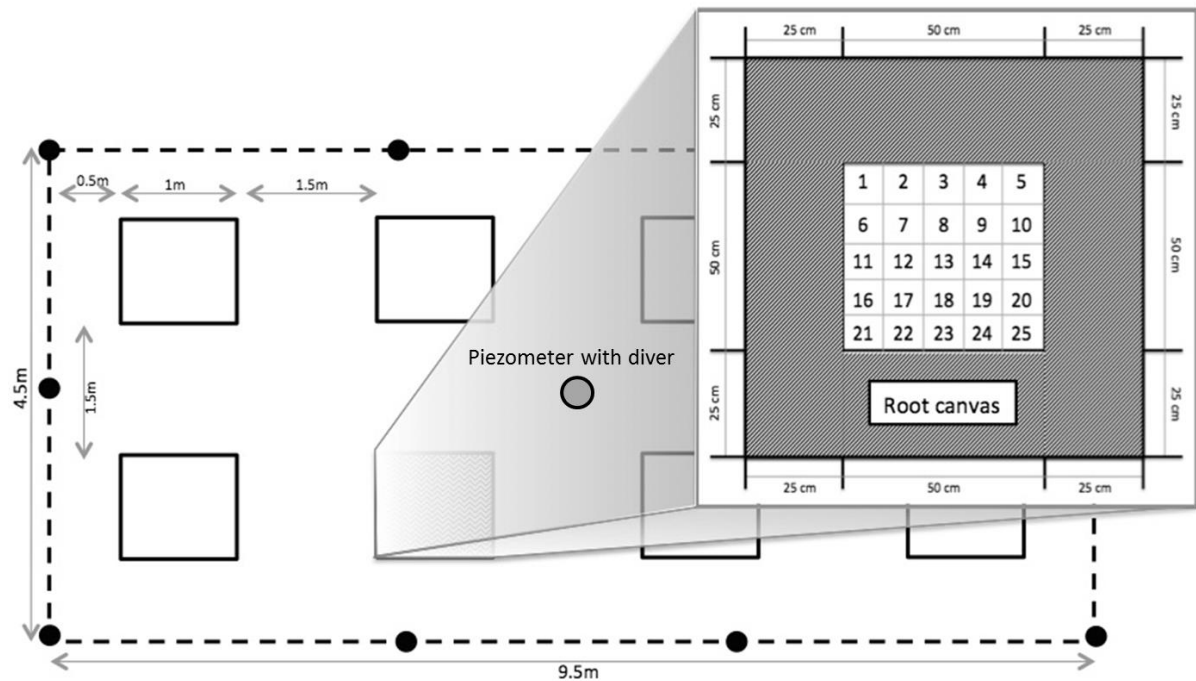 25 cm 50 cm 25 cm
25 cm 25 cm
0.5m 1m 1.5m
1 2 3 4 5
6 7 8 9 10
50 cm 11 12 13 14 15 50 cm
16 17 18 19 20
21 22 23 24 25
Piezometer with diver
4.5m 1.5m
25 cm Root canvas 25 cm
25 cm 50 cm 25 cm
9.5m